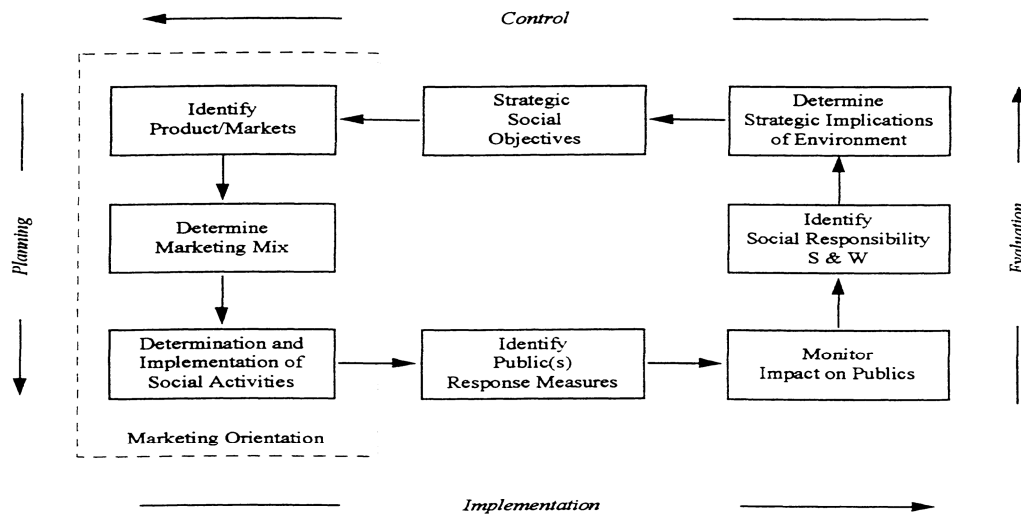 Control
Identify
Product/Markets
Strategic
Social
Objectives
Determine
Strategic Implications
of Environment
Planning
Determine
Marketing Mix
Identify
Social Responsibility
S & W
Evaluation
Determination and
Implementation of
Social Activities
Identify
Public(s)
Response Measures
Monitor
Impact on Publics
Marketing Orientation
Implementation